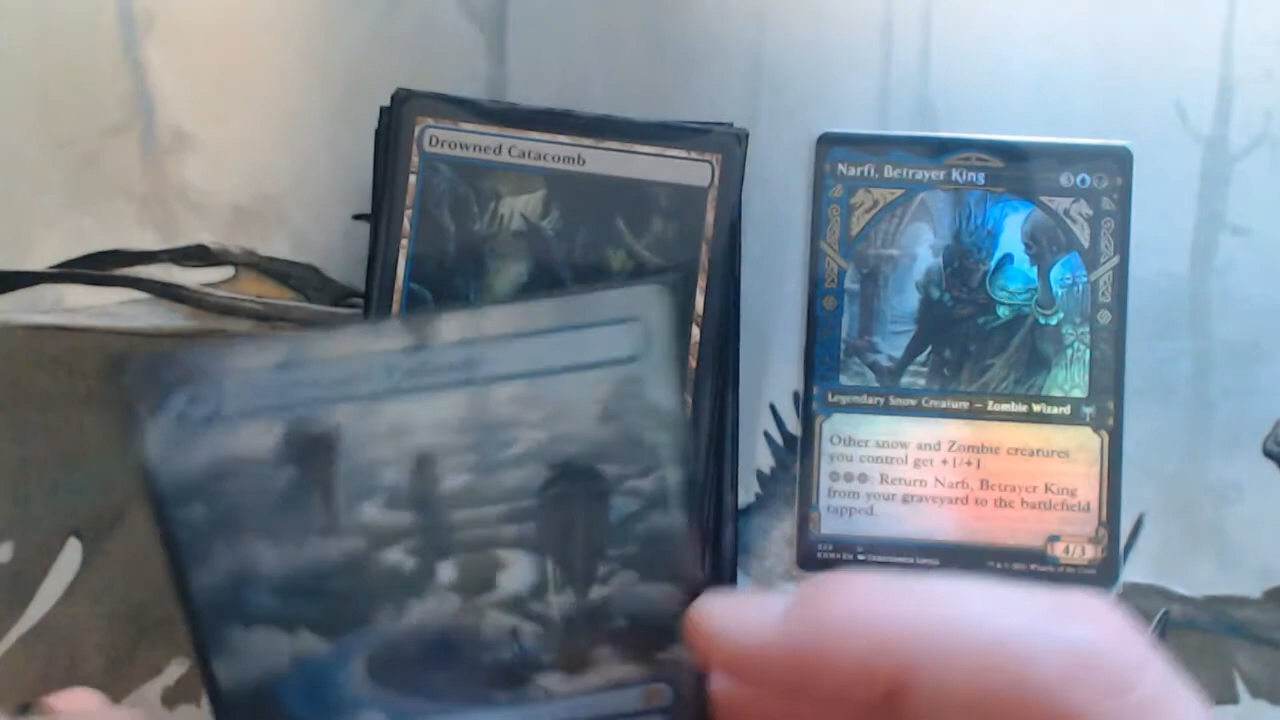 Drowned Catacomb
Narfi, Betrayer King
3
Legendary Snow Creature — Zombie Wizard
Other snow and Zombie creatures
you control get +1/+1.
: Return Narfi, Betrayer King
from your graveyard to the battlefield
tapped.
4/3